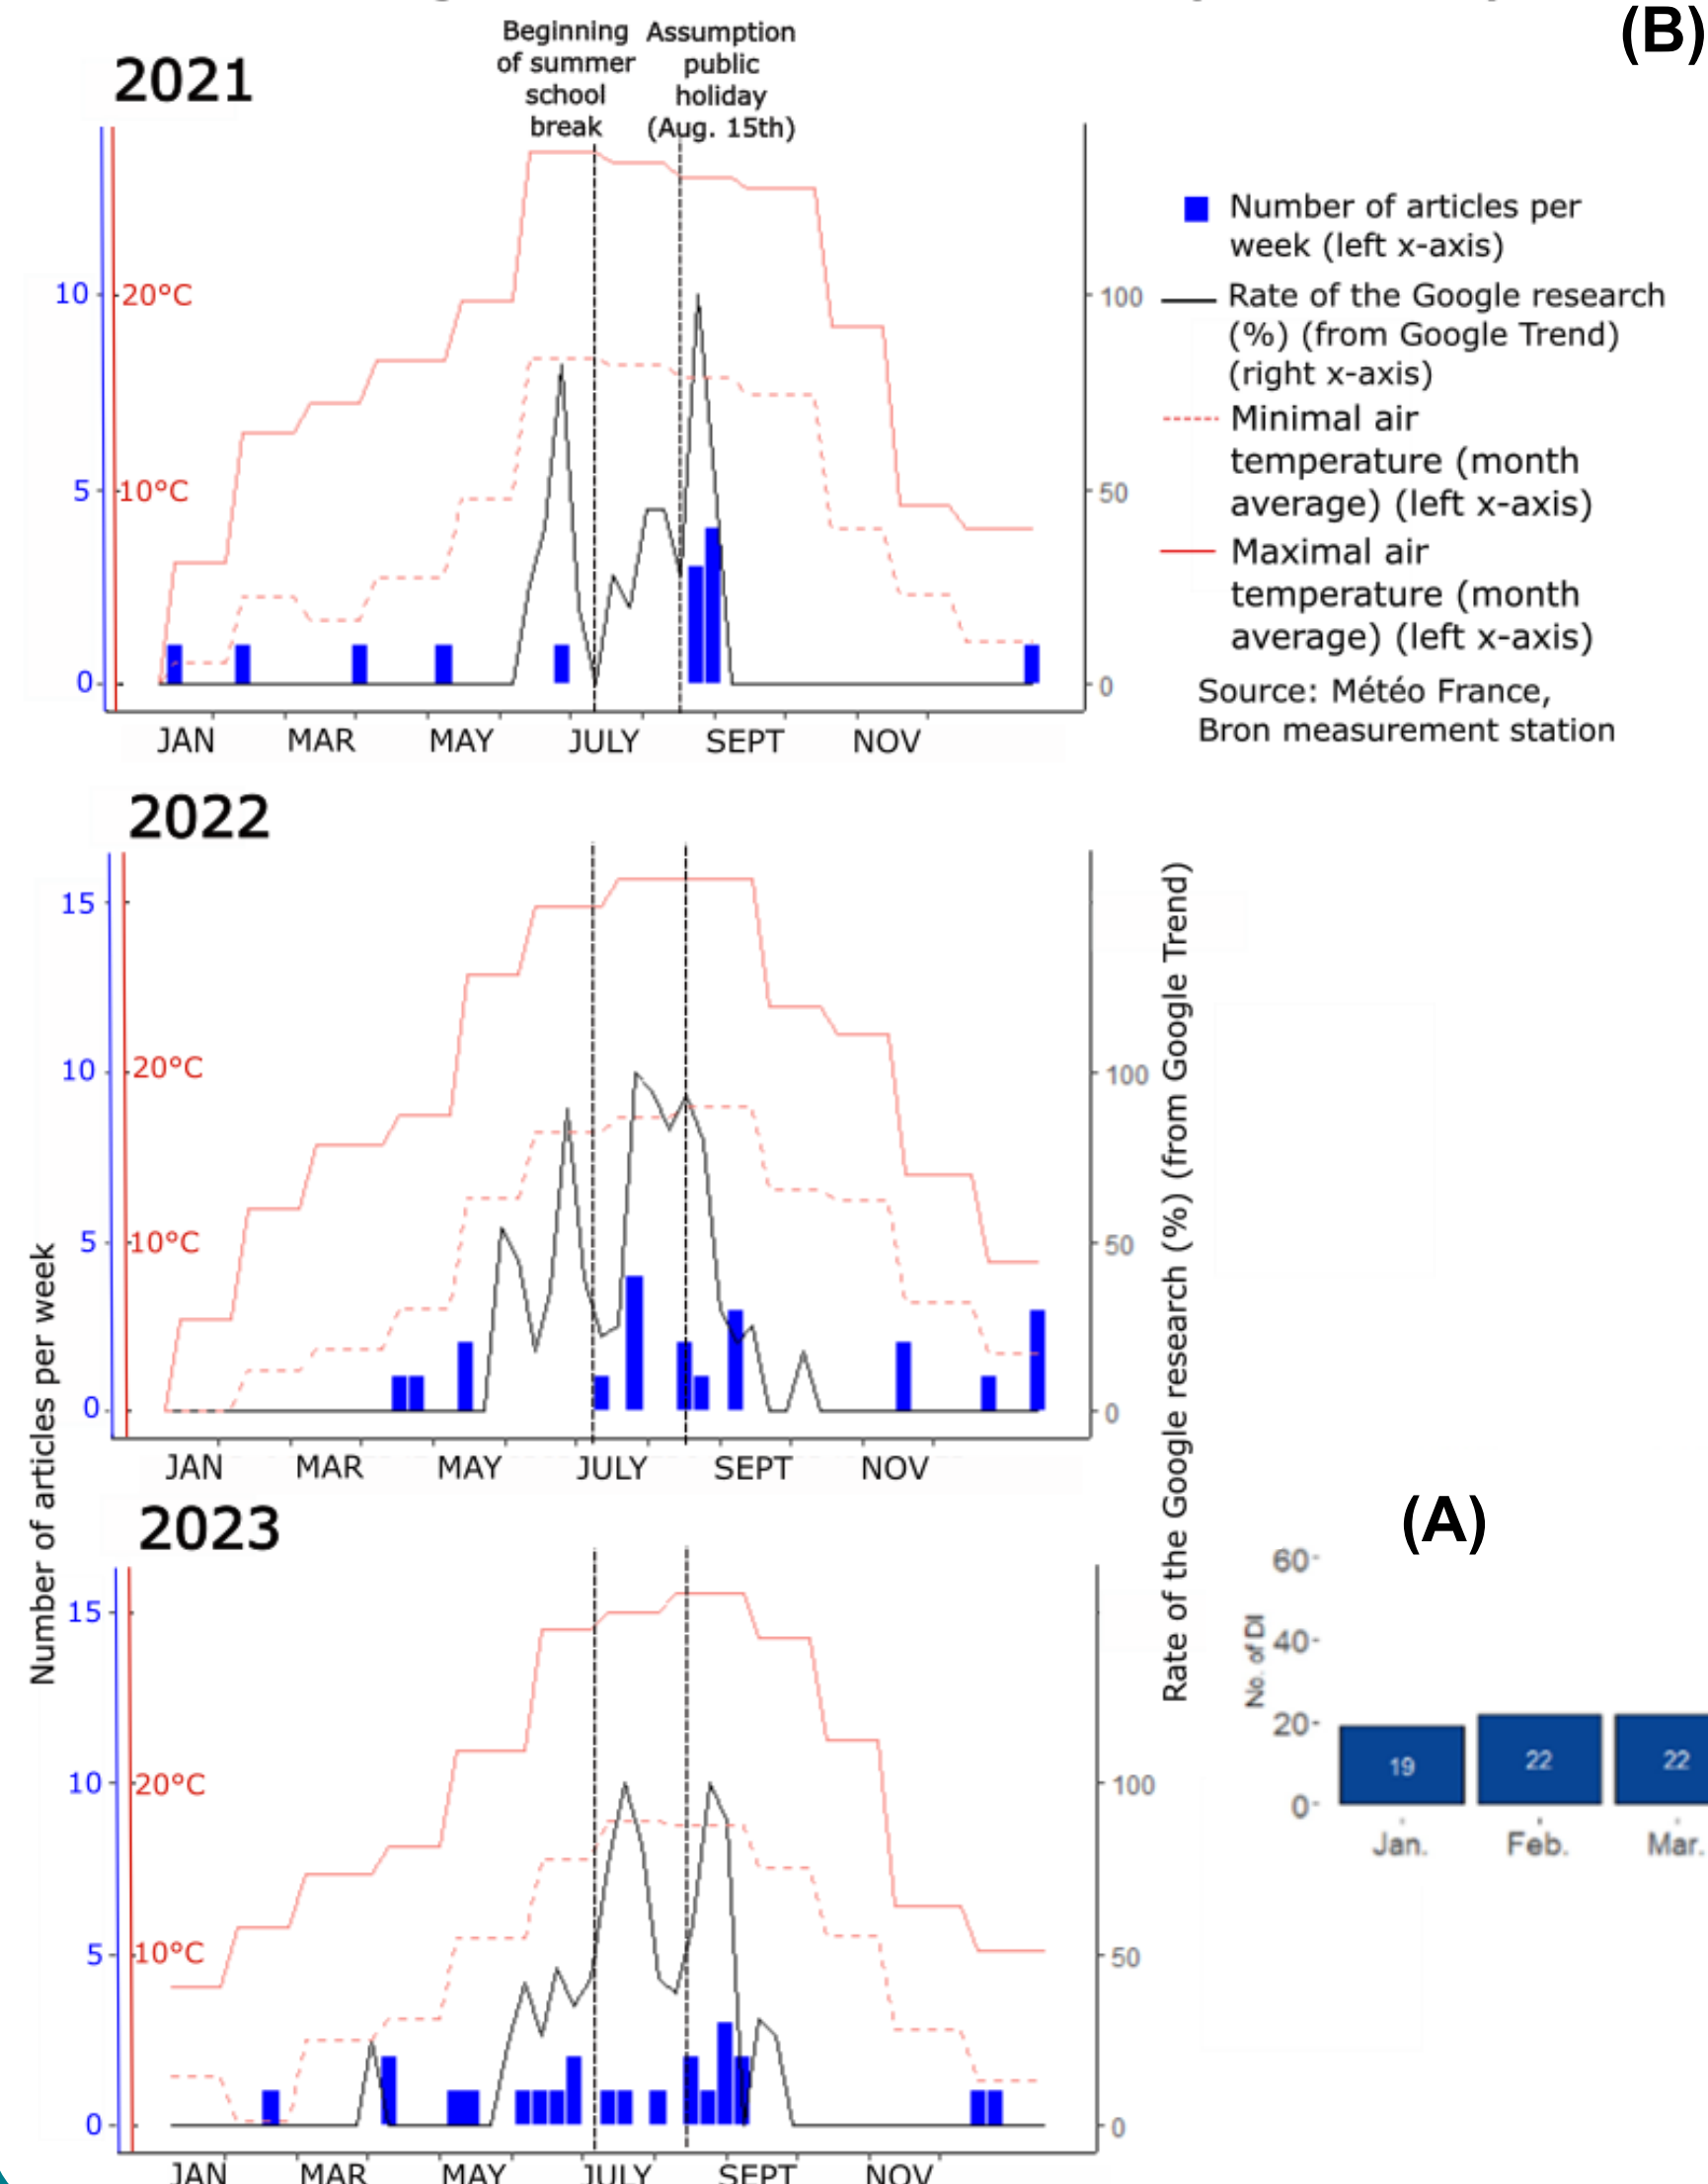 (B)
2021
Beginning
of summer
school
break
Assumption
public
holiday
(Aug. 15th)
10
5
0
20°C
10°C
100
50
0
JAN MAR MAY JULY SEPT NOV
Number of articles per
week (left x-axis)
Rate of the Google research
(%) (from Google Trend)
(right x-axis)
Minimal air
temperature (month
average) (left x-axis)
Maximal air
temperature (month
average) (left x-axis)
Source: Météo France,
Bron measurement station
2022
15
10
5
0
20°C
10°C
100
50
0
JAN MAR MAY JULY SEPT NOV
Number of articles per week
Rate of the Google research (%) (from Google Trend)
2023
15
10
5
0
20°C
10°C
100
50
0
JAN MAR MAY JULY SEPT NOV
(A)
No. of DI
60
40
20
0
19 22 22
Jan. Feb. Mar.